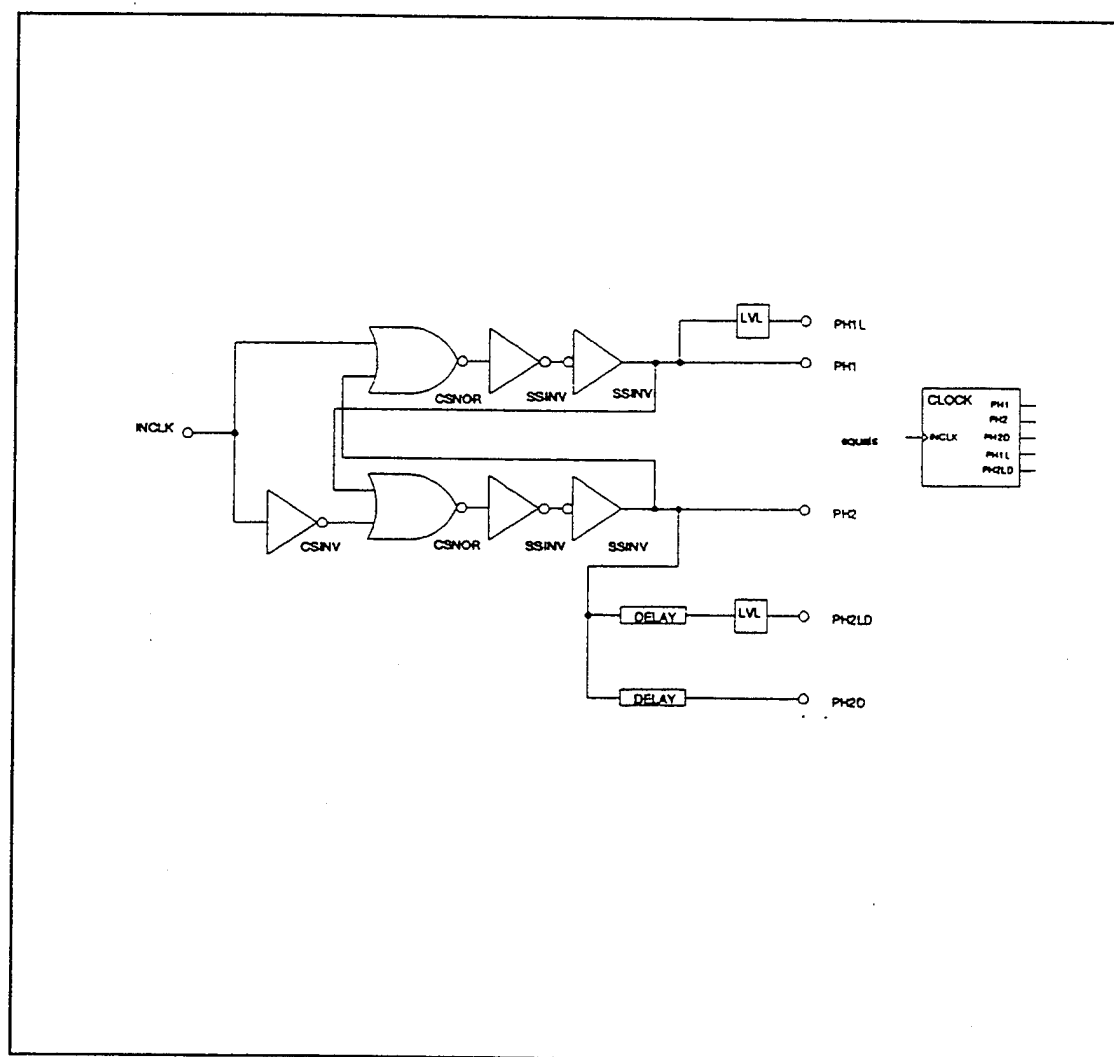 LVL
PH1L
PH1
CSNOR
SSINV
SSINV
INCLK
equals
CLOCK
PH1
PH2
INCLK
PH2D
PH1L
PH2LD
PH2
CSINV
CSNOR
SSINV
SSINV
DELAY
LVL
PH2LD
DELAY
PH2D